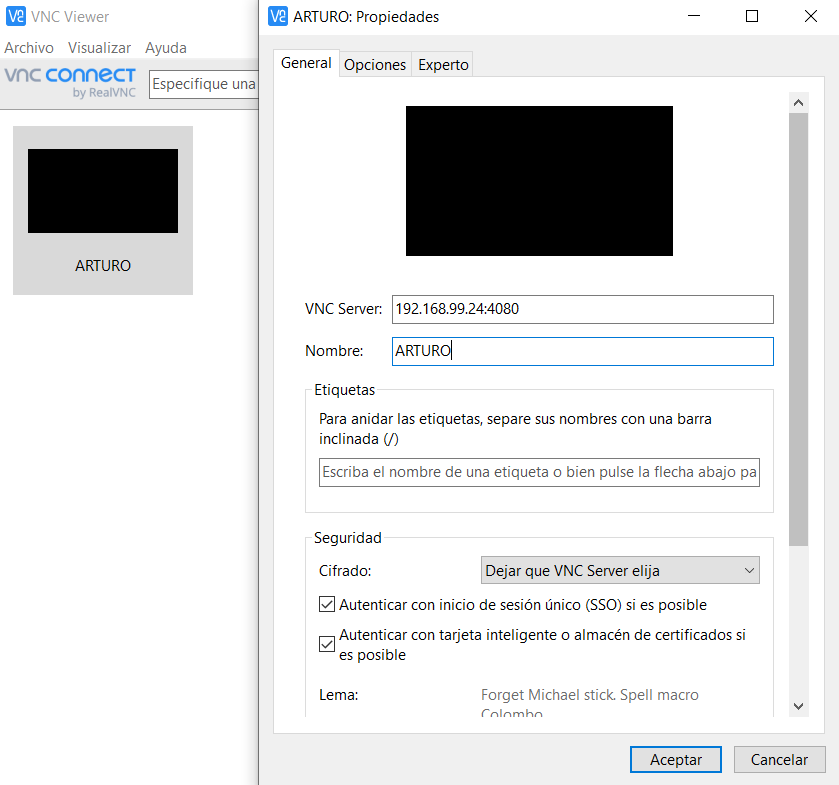 VNC Viewer
Archivo Visualizar Ayuda
vnc connect
by RealVNC
Especifique una
ARTURO
ARTURO: Propiedades
General Opciones Experto
VNC Server: 192.168.99.24:4080
Nombre: ARTURO
Etiquetas
Para anidar las etiquetas, separe sus nombres con una barra
inclinada (/)
Escriba el nombre de una etiqueta o bien pulse la flecha abajo pa
Seguridad
Cifrado: Dejar que VNC Server elija
Autenticar con inicio de sesión único (SSO) si es posible
Autenticar con tarjeta inteligente o almacén de certificados si
es posible
Lema: Forget Michael stick. Spell macro
Colombo
Aceptar Cancelar